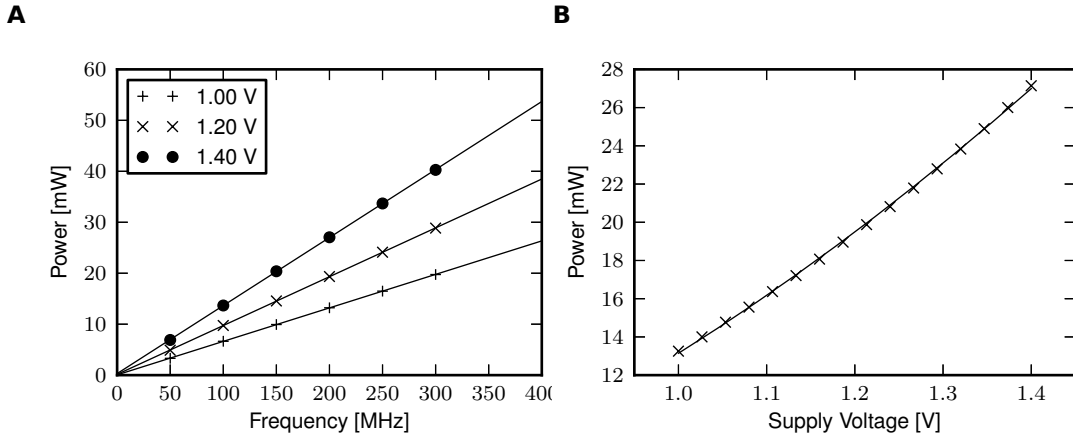 A
B
60
50
40
30
20
10
0
Power [mW]
1.00 V
1.20 V
1.40 V
0 50 100 150 200 250 300 350 400
Frequency [MHz]
28
26
24
22
20
18
16
14
12
Power [mW]
1.0 1.1 1.2 1.3 1.4
Supply Voltage [V]